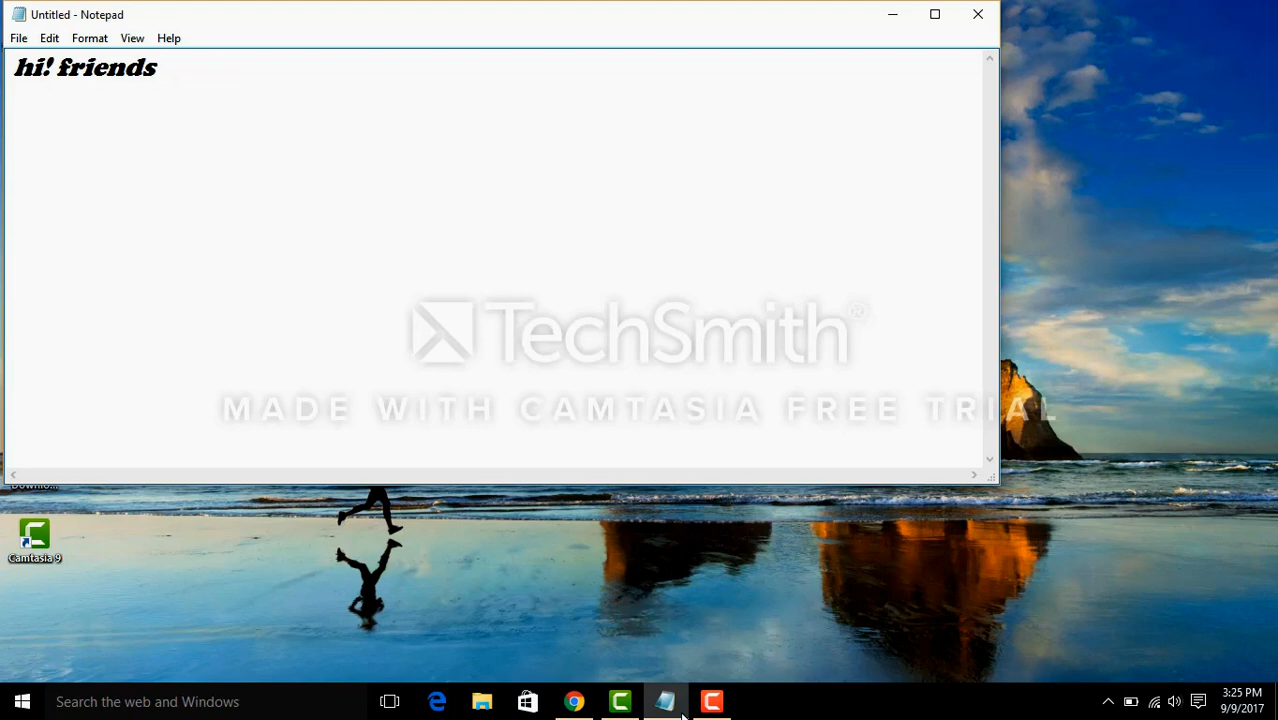 Untitled - Notepad
File Edit Format View Help
hi! friends
TechSmith®
MADE WITH CAMTASIA FREE TRIAL
Camtasia 9
Search the web and Windows
3:25 PM
9/9/2017